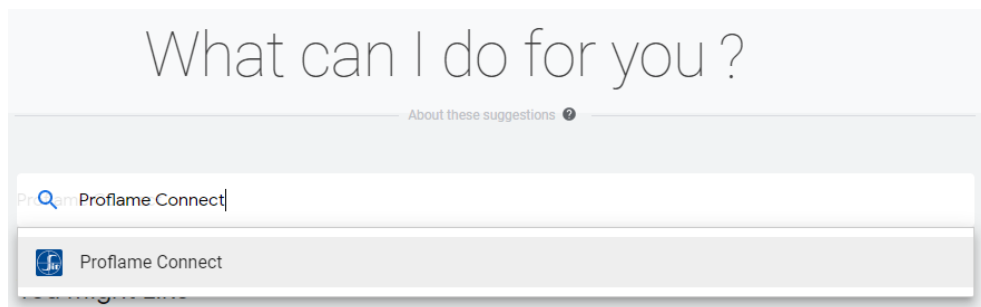 What can I do for you ?
About these suggestions
Proflame Connect
Proflame Connect